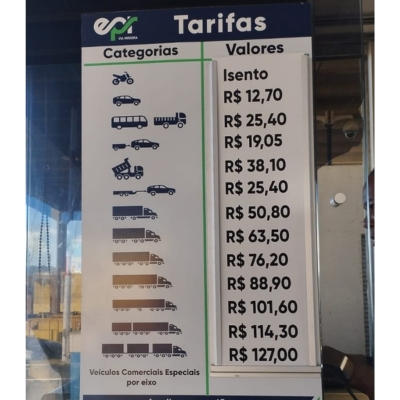 epr
VIA MINEIRA
Tarifas
Categorias
Valores
Isento
R$ 12,70
R$ 25,40
R$ 19,05
R$ 38,10
R$ 25,40
R$ 50,80
R$ 63,50
R$ 76,20
R$ 88,90
R$ 101,60
R$ 114,30
R$ 127,00
Veículos Comerciais Especiais
por eixo